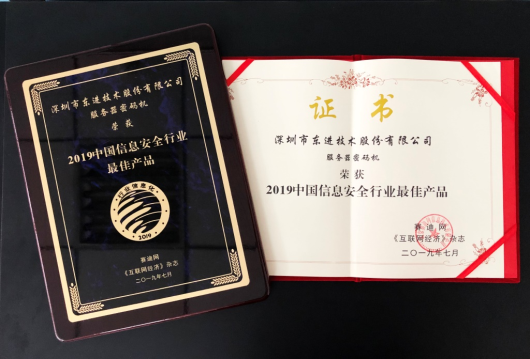 深圳市东进技术股份有限公司
服务器密码机
荣获
2019中国信息安全行业
最佳产品
行业信息化
2019
赛迪网
《互联网经济》杂志
二〇一九年七月
证书
深圳市东进技术股份有限公司
服务器密码机
荣获
2019中国信息安全行业最佳产品
赛迪网
《互联网经济》杂志
二〇一九年七月